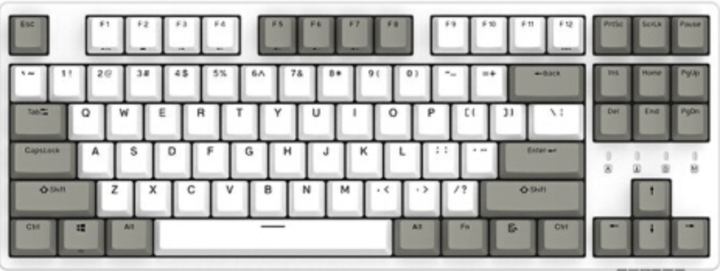 Esc F1 F2 F3 F4 F5 F6 F7 F8 F9 F10 F11 F12 PrtSc ScrLk Pause
`~ 1! 2@ 3# 4$ 5% 6^ 7& 8* 9( 0) -_ =+ ←Back Ins Home PgUp
Tab Q W E R T Y U I O P [{ ]} \| Del End PgDn
CapsLock A S D F G H J K L ;: '" Enter↵
⇧Shift Z X C V B N M ,< .> /? ⇧Shift ↑
Ctrl Alt Alt Fn Ctrl ← ↓ →